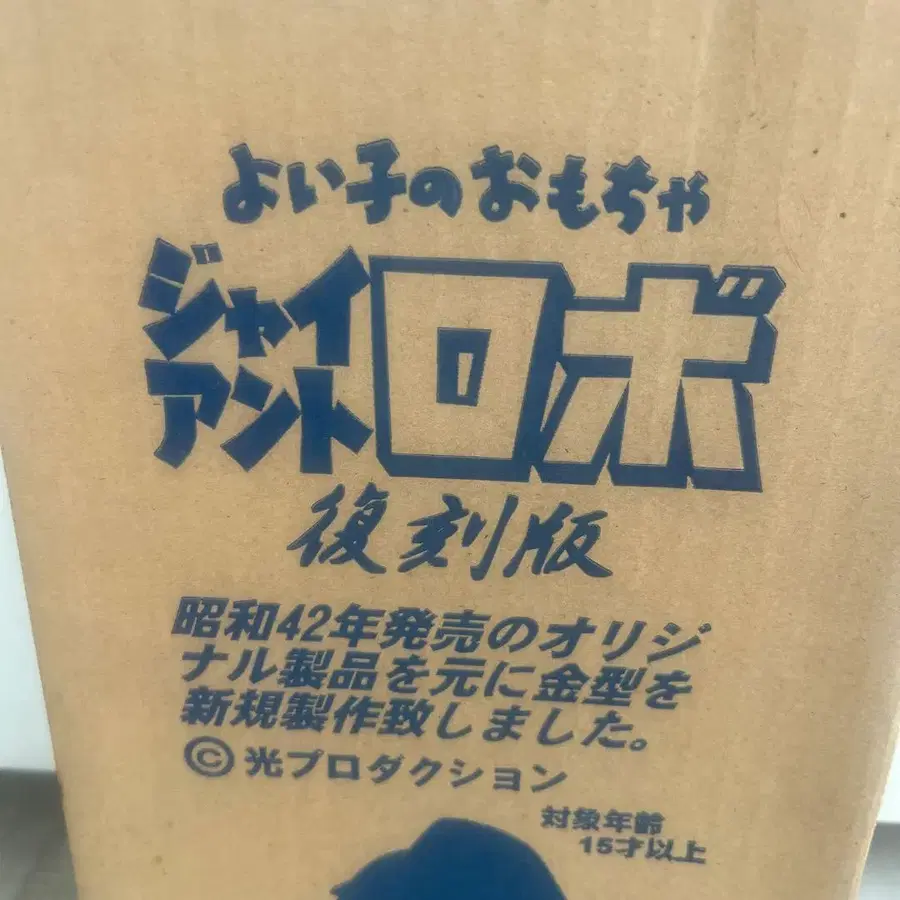 よい子のおもちゃ
ジャイアントロボ
復刻版
昭和42年発売のオリジ
ナル製品を元に金型を
新規製作致しました。
©光プロダクション
対象年齢
15才以上